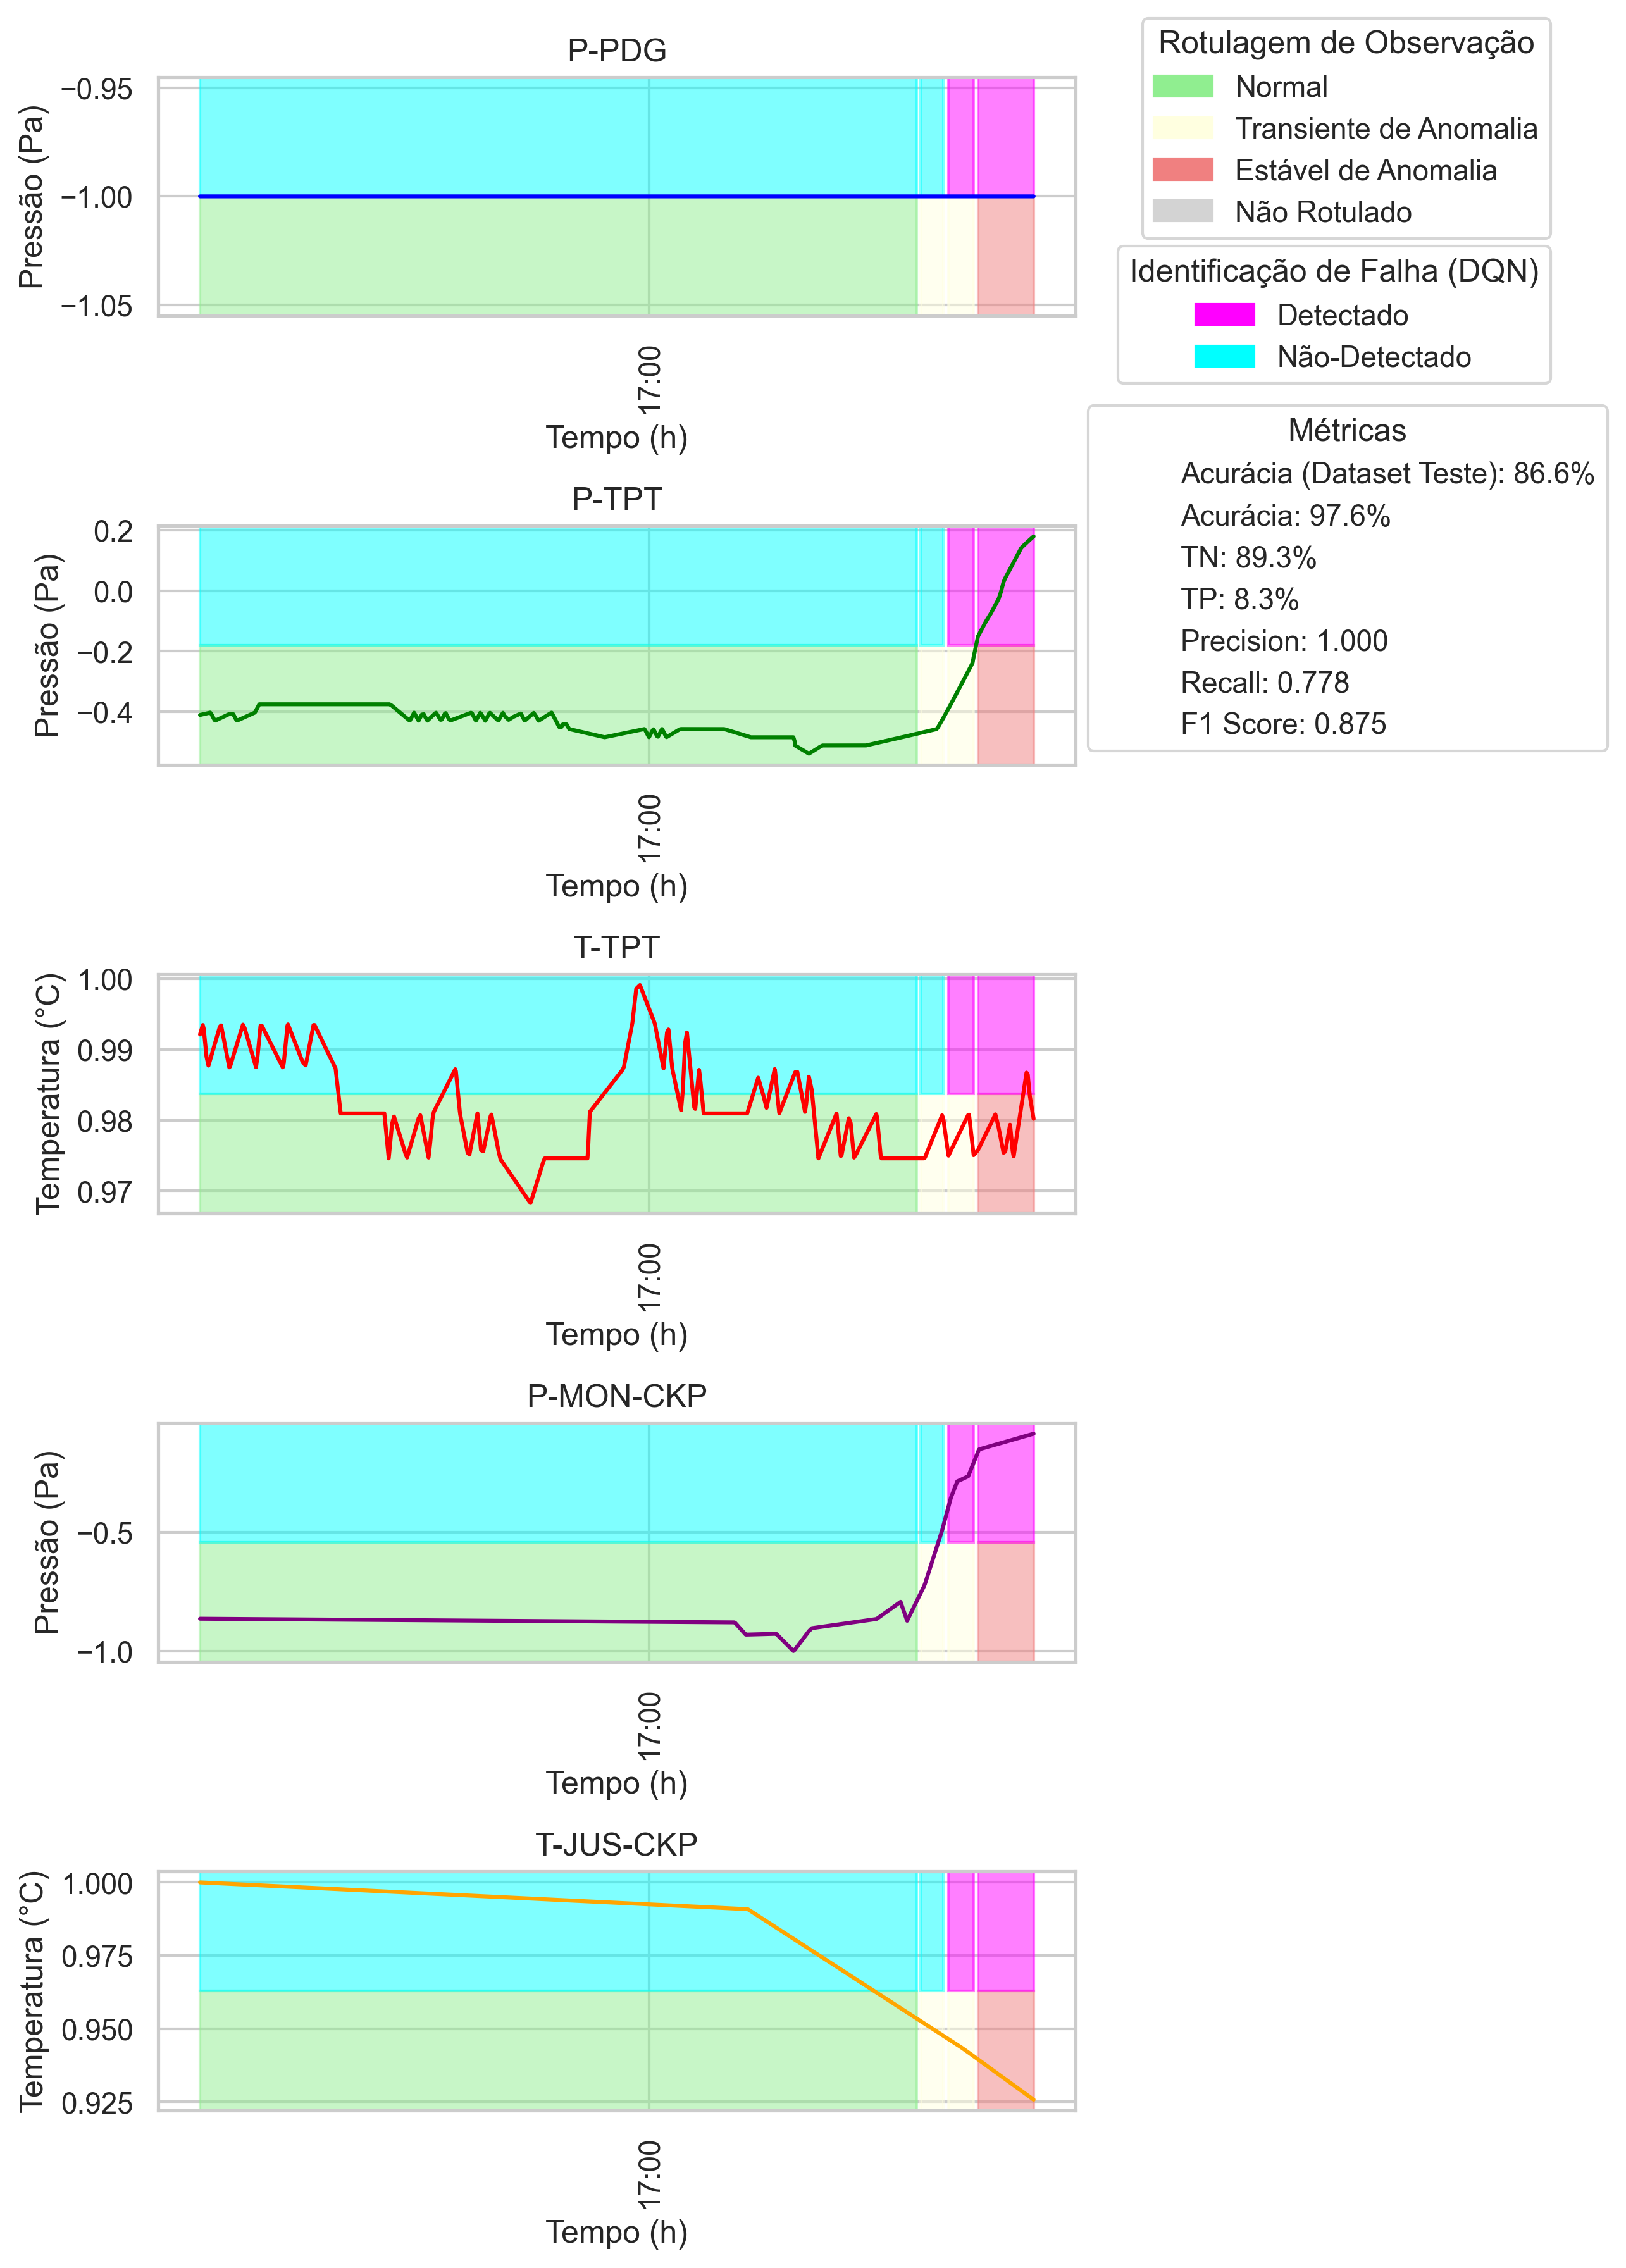 P-PDG
Pressão (Pa)
−0.95
−1.00
−1.05
17:00
Tempo (h)
Rotulagem de Observação
Normal
Transiente de Anomalia
Estável de Anomalia
Não Rotulado
Identificação de Falha (DQN)
Detectado
Não-Detectado
Métricas
Acurácia (Dataset Teste): 86.6%
Acurácia: 97.6%
TN: 89.3%
TP: 8.3%
Precision: 1.000
Recall: 0.778
F1 Score: 0.875
P-TPT
Pressão (Pa)
0.2
0.0
−0.2
−0.4
17:00
Tempo (h)
T-TPT
Temperatura (°C)
1.00
0.99
0.98
0.97
17:00
Tempo (h)
P-MON-CKP
Pressão (Pa)
−0.5
−1.0
17:00
Tempo (h)
T-JUS-CKP
Temperatura (°C)
1.000
0.975
0.950
0.925
17:00
Tempo (h)